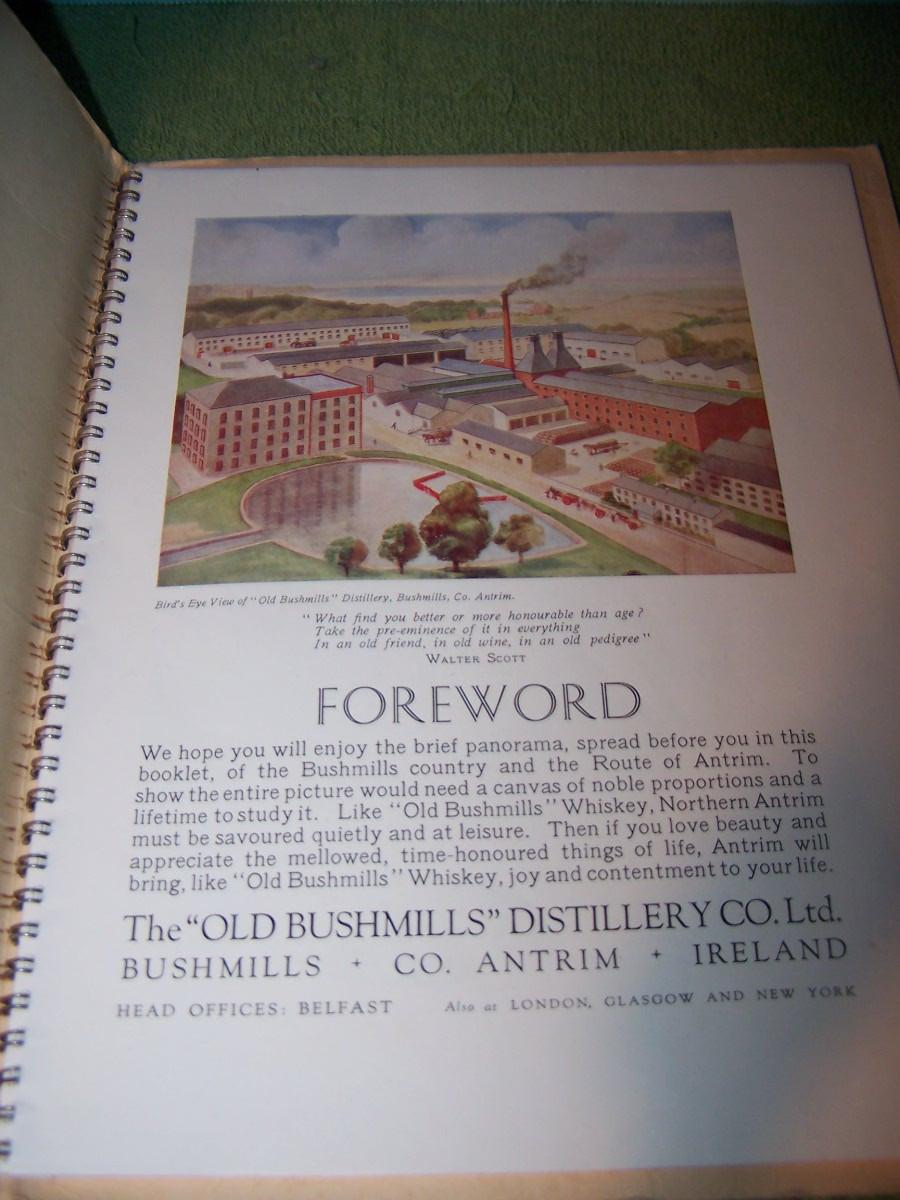 Bird's Eye View of "Old Bushmills" Distillery, Bushmills, Co. Antrim.
"What find you better or more honourable than age?
Take the pre-eminence of it in everything
In an old friend, in old wine, in an old pedigree"
WALTER SCOTT
FOREWORD
We hope you will enjoy the brief panorama, spread before you in this
booklet, of the Bushmills country and the Route of Antrim. To
show the entire picture would need a canvas of noble proportions and a
lifetime to study it. Like "Old Bushmills" Whiskey, Northern Antrim
must be savoured quietly and at leisure. Then if you love beauty and
appreciate the mellowed, time-honoured things of life, Antrim will
bring, like "Old Bushmills" Whiskey, joy and contentment to your life.
The "OLD BUSHMILLS" DISTILLERY CO. Ltd.
BUSHMILLS + CO. ANTRIM + IRELAND
HEAD OFFICES: BELFAST Also at LONDON, GLASGOW AND NEW YORK